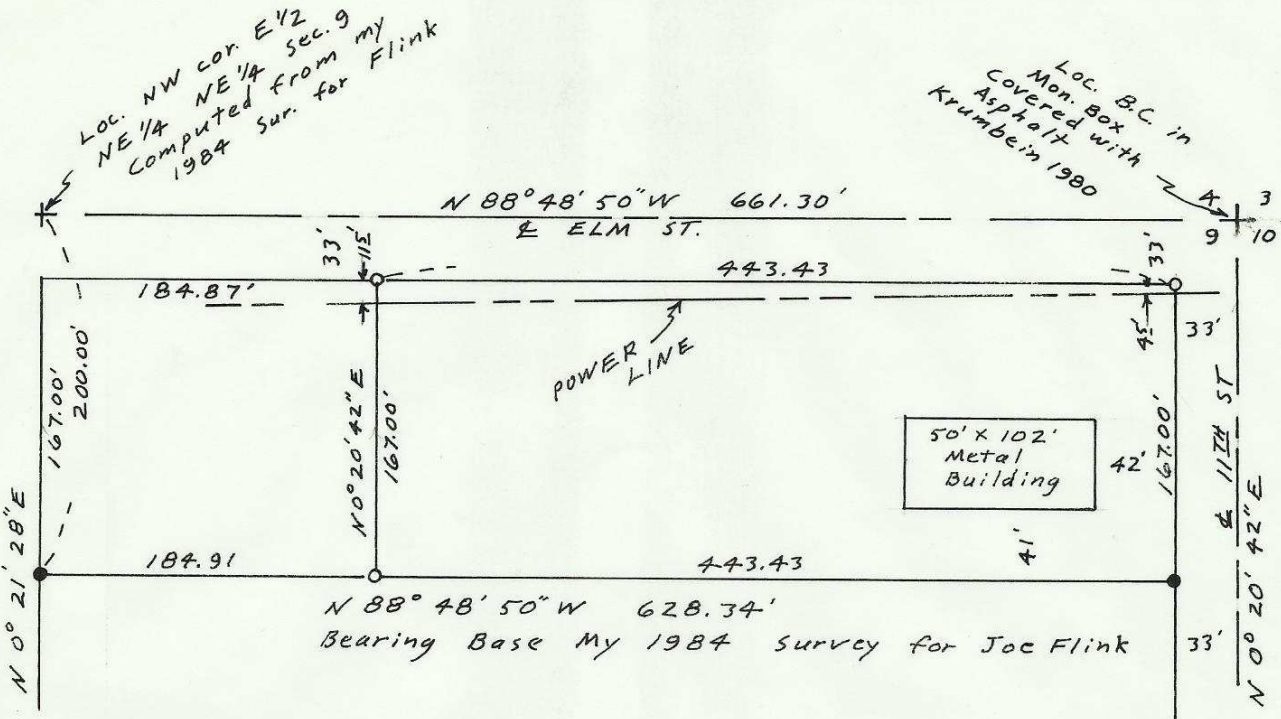 Loc. NW cor. E 1/2
NE 1/4 NE 1/4 Sec. 9
Computed from my
1984 Sur. for Flink
Loc. B.C. in
Mon. Box
Covered with
Asphalt
Krumbein 1980
N 88° 48' 50" W 661.30'
℄ ELM ST.
4 3
9 10
33'
115'
443.43
33'
184.87'
45'
33'
POWER
LINE
167.00'
200.00'
N 0° 20' 42" E
167.00'
50' X 102'
Metal
Building
42'
167.00'
℄ 11TH ST
N 0° 20' 42" E
41'
N 0° 21' 28" E
184.91
443.43
N 88° 48' 50" W 628.34'
Bearing Base My 1984 Survey for Joe Flink
33'